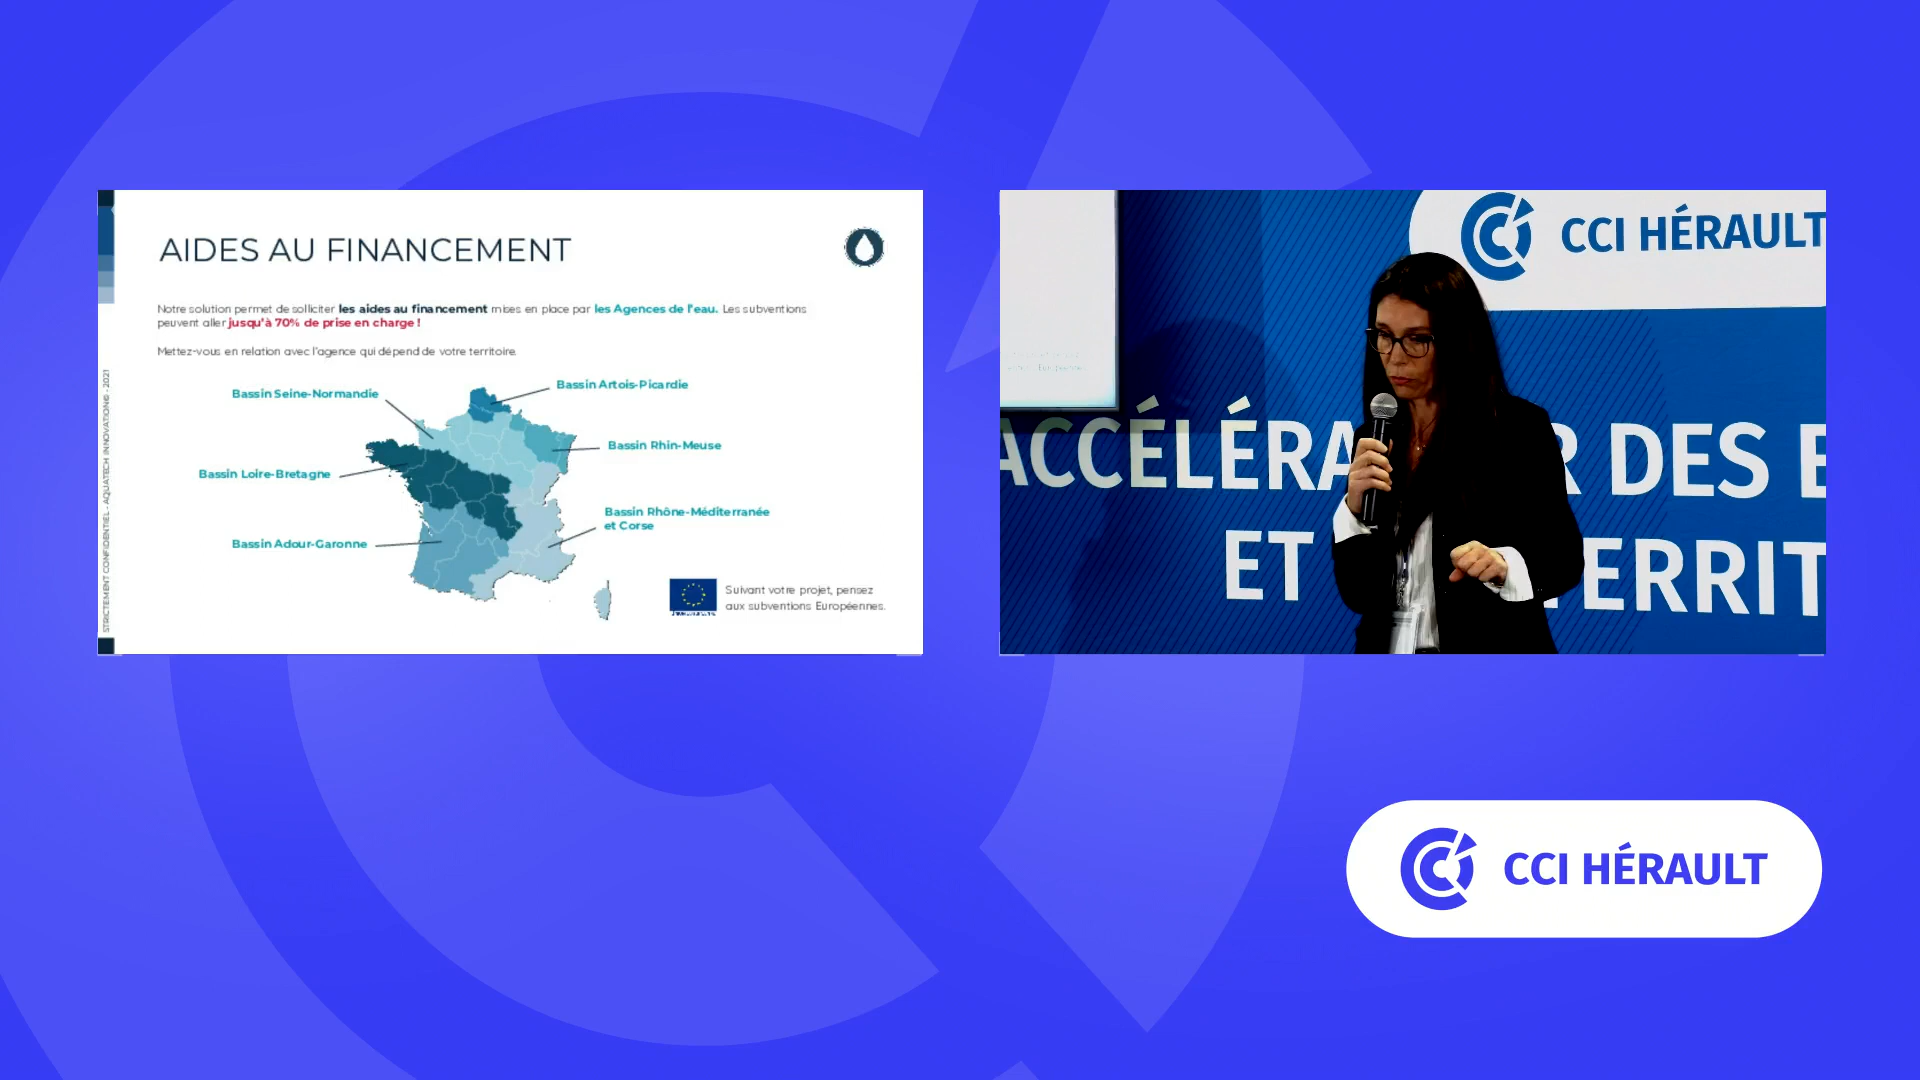 AIDES AU FINANCEMENT
Notre solution permet de solliciter les aides au financement mises en place par les Agences de l'eau. Les subventions
peuvent aller jusqu'à 70% de prise en charge !
Mettez-vous en relation avec l'agence qui dépend de votre territoire.
Bassin Artois-Picardie
Bassin Seine-Normandie
Bassin Rhin-Meuse
Bassin Loire-Bretagne
Bassin Rhône-Méditerranée
et Corse
Bassin Adour-Garonne
Suivant votre projet, pensez
aux subventions Européennes.
STRICTEMENT CONFIDENTIEL - AQUATECH INNOVATION© - 2021
CCI HÉRAULT
ACCÉLÉRA R DES E
ET TERRIT
CCI HÉRAULT